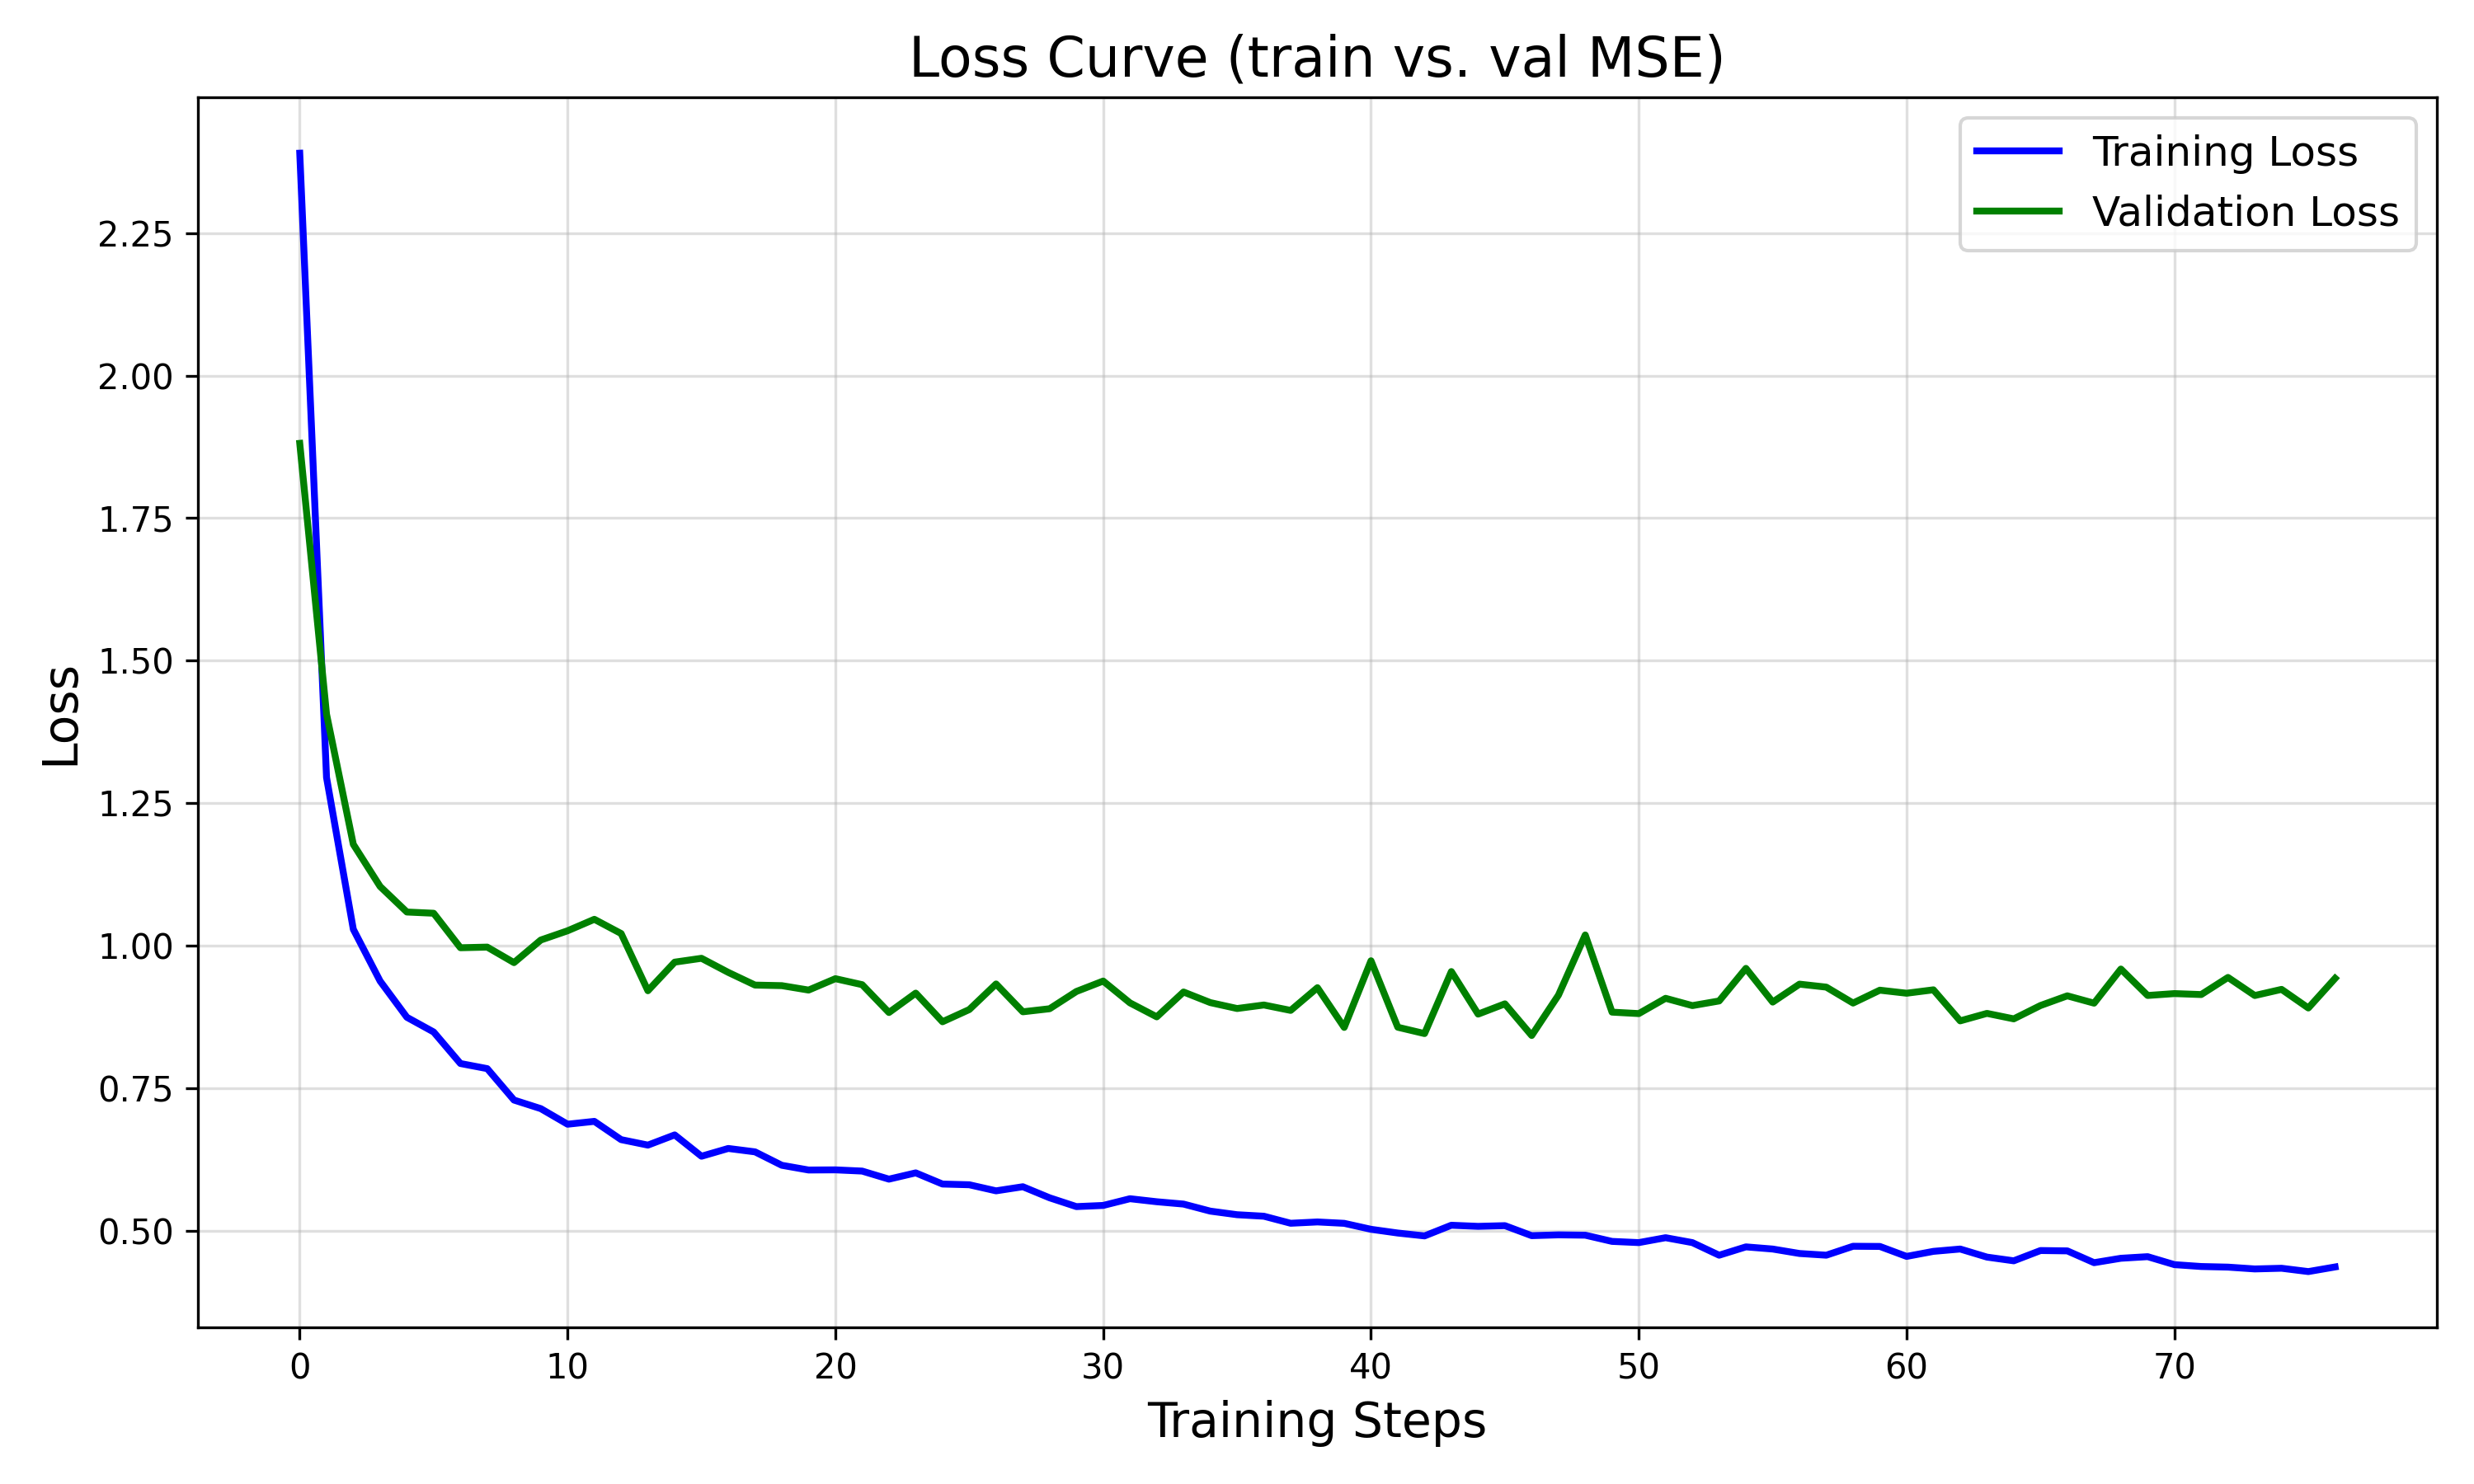 Loss Curve (train vs. val MSE)
Training Loss
Validation Loss
Loss
2.25
2.00
1.75
1.50
1.25
1.00
0.75
0.50
0 10 20 30 40 50 60 70
Training Steps